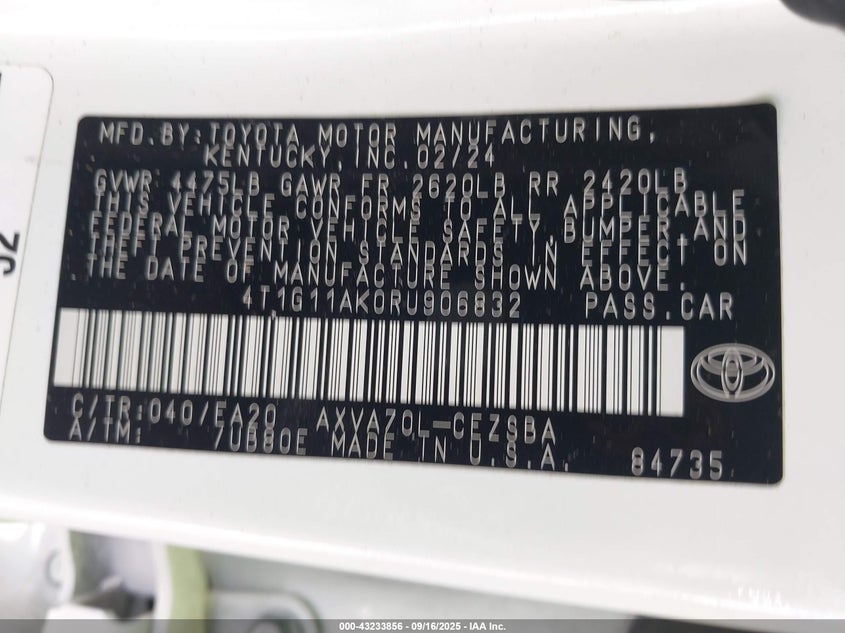 MFD.BY:TOYOTA MOTOR MANUFACTURING,
KENTUCKY,INC.02/24
GVWR 4475LB GAWR FR 2620LB RR 2420LB
THIS VEHICLE CONFORMS TO ALL APPLICABLE
FEDERAL MOTOR VEHICLE SAFETY,BUMPER,AND
THEFT PREVENTION STANDARDS IN EFFECT ON
THE DATE OF MANUFACTURE SHOWN ABOVE.
4T1G11AK0RU906832 PASS.CAR
C/TR:040/EA20 AXVA70L-CEZSBA
A/TM: /UB80E MADE IN U.S.A. 84735
52
000-43233856 - 09/16/2025 - IAA Inc.